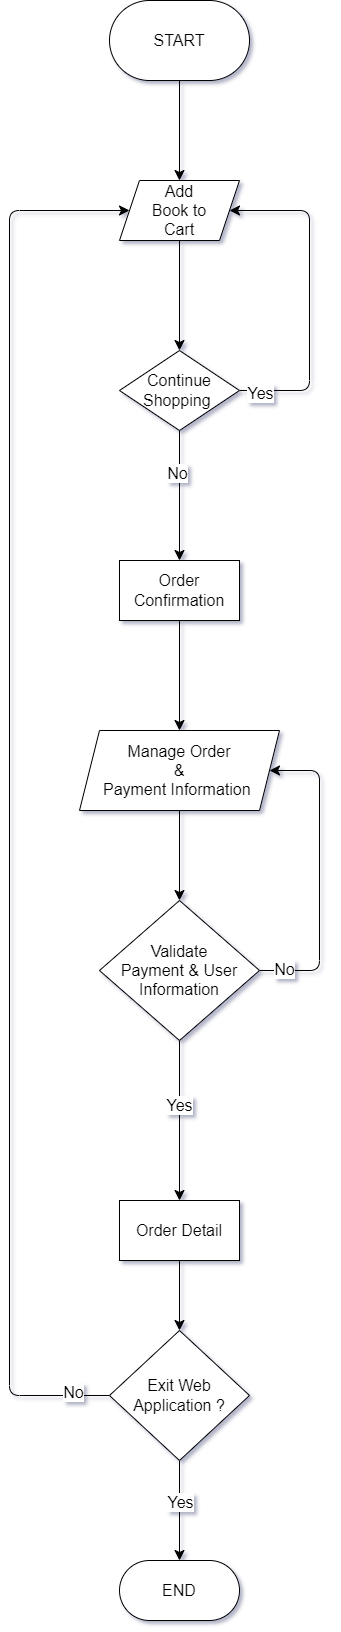 START
Add
Book to
Cart
Continue
Shopping
Yes
No
Order
Confirmation
Manage Order
&
Payment Information
Validate
Payment & User
Information
No
Yes
Order Detail
Exit Web
Application ?
No
Yes
END